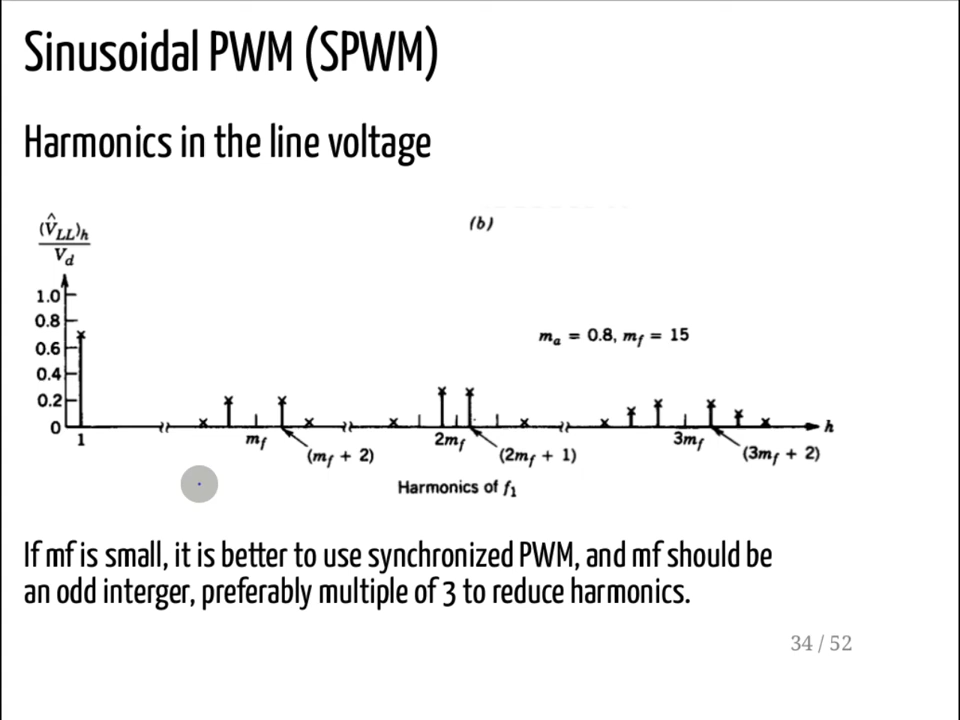 Sinusoidal PWM (SPWM)
Harmonics in the line voltage
(b)
(V̂LL)h
Vd
1.0
0.8
0.6
0.4
0.2
0
ma = 0.8, mf = 15
1
mf
(mf + 2)
2mf
(2mf + 1)
3mf
(3mf + 2)
h
Harmonics of f1
If mf is small, it is better to use synchronized PWM, and mf should be
an odd interger, preferably multiple of 3 to reduce harmonics.
34 / 52